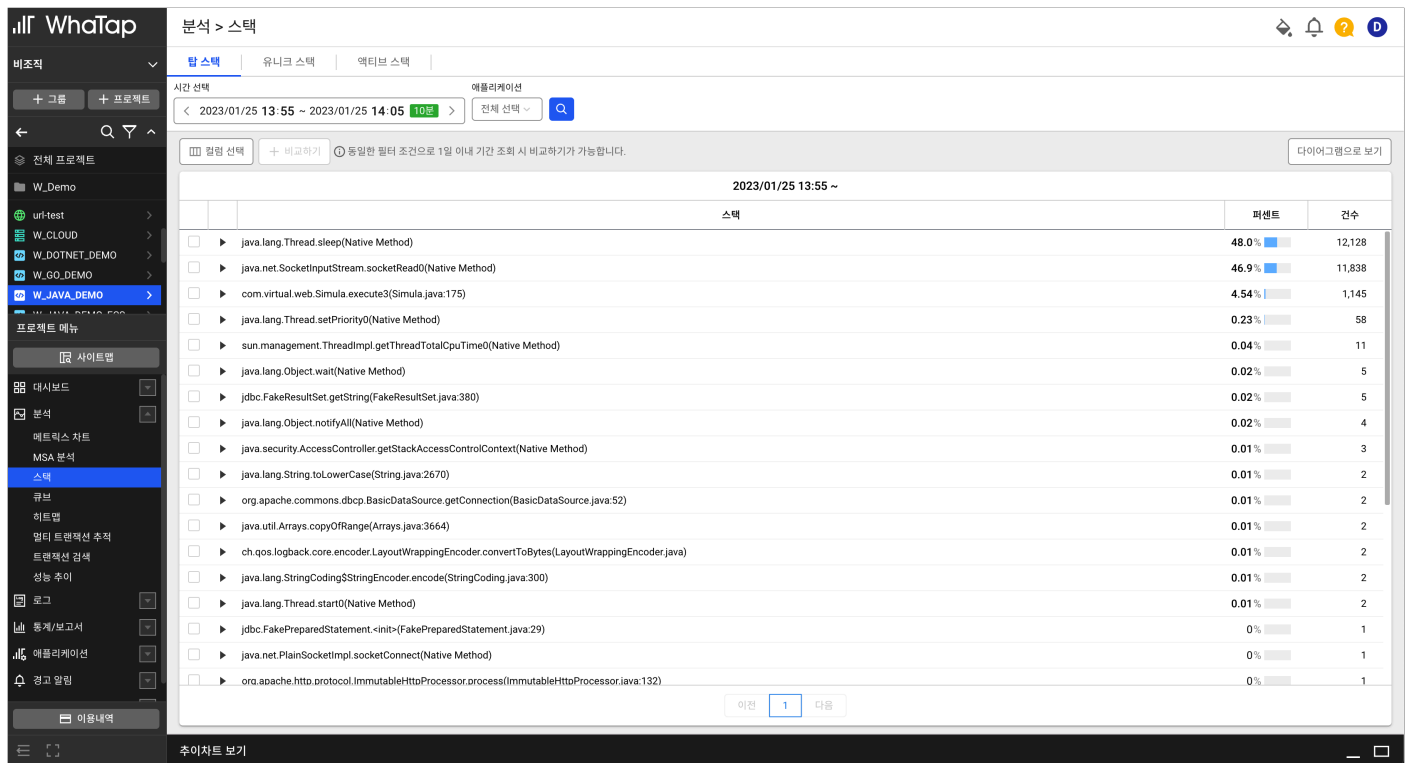 WhaTap
분석 > 스택
D
비조직
탑 스택 유니크 스택 액티브 스택
+ 그룹 + 프로젝트
시간 선택 애플리케이션
2023/01/25 13:55 ~ 2023/01/25 14:05 10분 전체 선택
전체 프로젝트
W_Demo
url-test
W_CLOUD
W_DOTNET_DEMO
W_GO_DEMO
W_JAVA_DEMO
프로젝트 메뉴
사이트맵
대시보드
분석
메트릭스 차트
MSA 분석
스택
큐브
히트맵
멀티 트랜잭션 추적
트랜잭션 검색
성능 추이
로그
통계/보고서
애플리케이션
경고 알림
이용내역
컬럼 선택 + 비교하기 동일한 필터 조건으로 1일 이내 기간 조회 시 비교하기가 가능합니다. 다이어그램으로 보기
2023/01/25 13:55 ~
스택 퍼센트 건수
java.lang.Thread.sleep(Native Method) 48.0% 12,128
java.net.SocketInputStream.socketRead0(Native Method) 46.9% 11,838
com.virtual.web.Simula.execute3(Simula.java:175) 4.54% 1,145
java.lang.Thread.setPriority0(Native Method) 0.23% 58
sun.management.ThreadImpl.getThreadTotalCpuTime0(Native Method) 0.04% 11
java.lang.Object.wait(Native Method) 0.02% 5
jdbc.FakeResultSet.getString(FakeResultSet.java:380) 0.02% 5
java.lang.Object.notifyAll(Native Method) 0.02% 4
java.security.AccessController.getStackAccessControlContext(Native Method) 0.01% 3
java.lang.String.toLowerCase(String.java:2670) 0.01% 2
org.apache.commons.dbcp.BasicDataSource.getConnection(BasicDataSource.java:52) 0.01% 2
java.util.Arrays.copyOfRange(Arrays.java:3664) 0.01% 2
ch.qos.logback.core.encoder.LayoutWrappingEncoder.convertToBytes(LayoutWrappingEncoder.java) 0.01% 2
java.lang.StringCoding$StringEncoder.encode(StringCoding.java:300) 0.01% 2
java.lang.Thread.start0(Native Method) 0.01% 2
jdbc.FakePreparedStatement.<init>(FakePreparedStatement.java:29) 0% 1
java.net.PlainSocketImpl.socketConnect(Native Method) 0% 1
org.apache.http.protocol.ImmutableHttpProcessor.process(ImmutableHttpProcessor.java:132) 0% 1
이전 1 다음
추이차트 보기